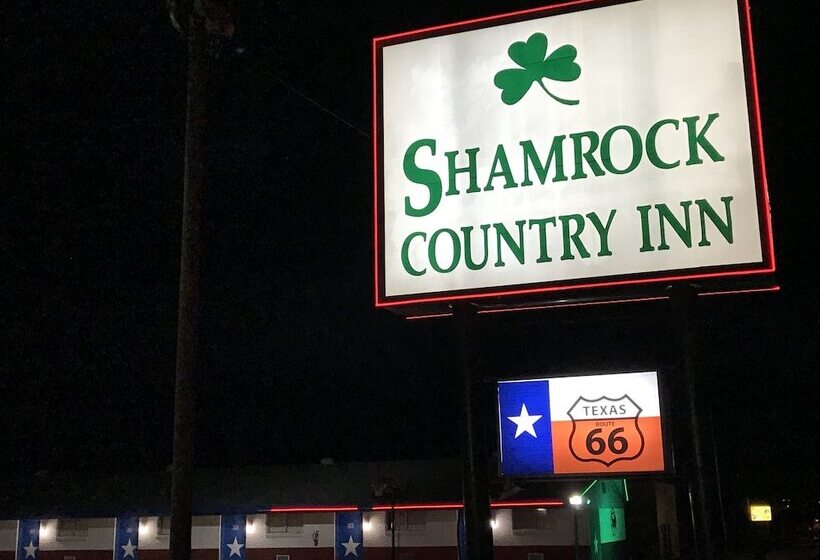 SHAMROCK
COUNTRY INN
TEXAS
ROUTE
66